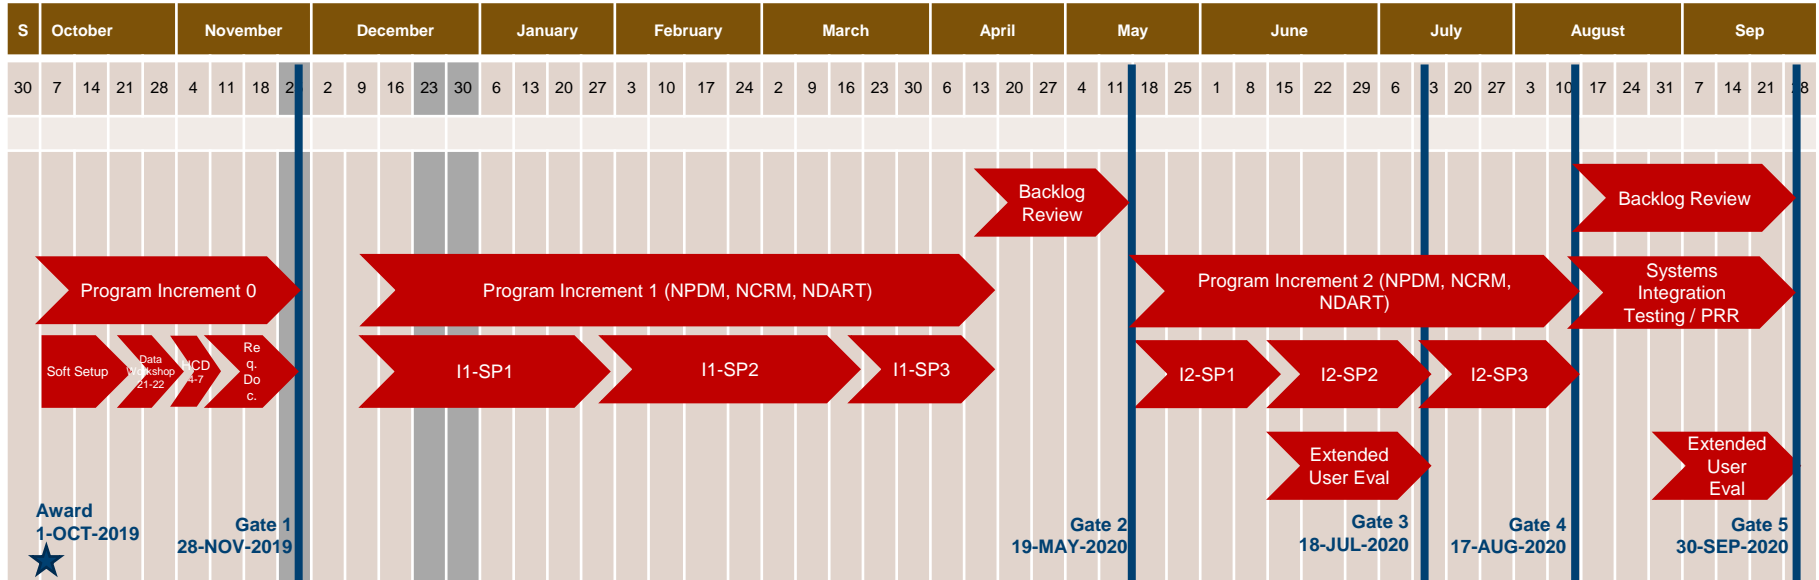 S October November December January February March April May June July August Sep
30 7 14 21 28 4 11 18 2 2 9 16 23 30 6 13 20 27 3 10 17 24 2 9 16 23 30 6 13 20 27 4 11 18 25 1 8 15 22 29 6 3 20 27 3 10 17 24 31 7 14 21 8
Backlog
Review
Backlog Review
Program Increment 0
Program Increment 1 (NPDM, NCRM, NDART)
Program Increment 2 (NPDM, NCRM,
NDART)
Systems
Integration
Testing / PRR
Soft Setup
Data
Workshop
21-22
HCD
4-7
Re
q.
Do
c.
I1-SP1
I1-SP2
I1-SP3
I2-SP1
I2-SP2
I2-SP3
Extended
User Eval
Extended
User
Eval
Award
1-OCT-2019
Gate 1
28-NOV-2019
Gate 2
19-MAY-2020
Gate 3
18-JUL-2020
Gate 4
17-AUG-2020
Gate 5
30-SEP-2020